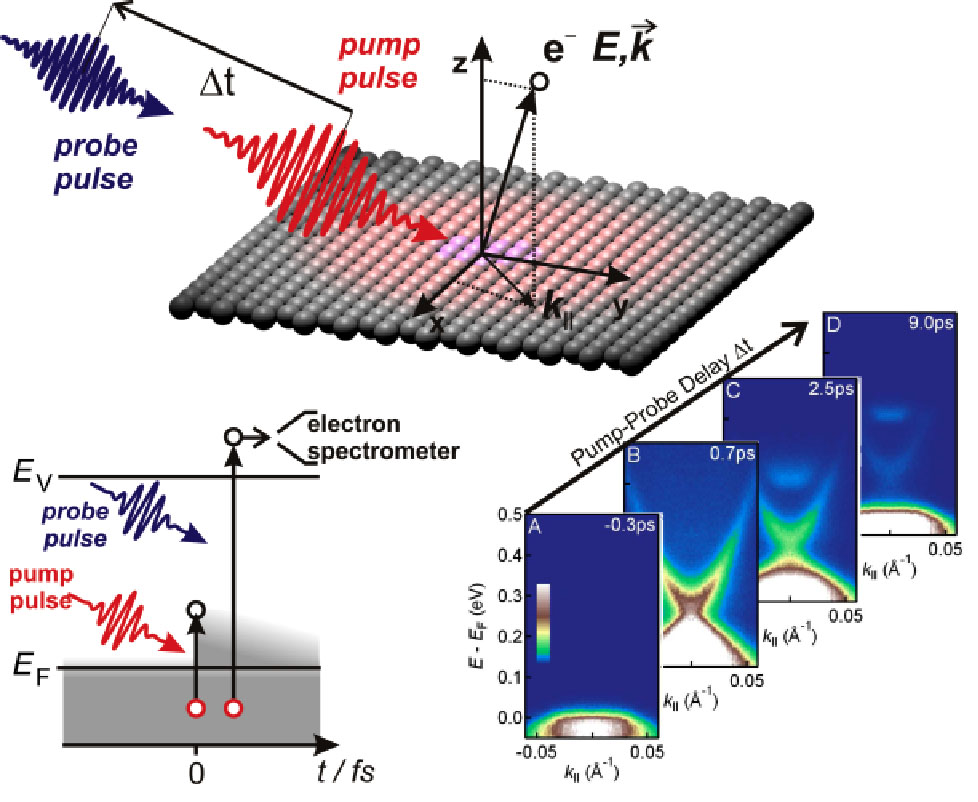 pump
pulse
Δt
probe
pulse
z
e⁻ E,k⃗
x
k∥
y
electron
spectrometer
E_V
probe
pulse
pump
pulse
E_F
0
t / fs
Pump-Probe Delay Δt
D 9.0ps
C 2.5ps
B 0.7ps
A -0.3ps
0.5
0.4
0.3
0.2
0.1
0.0
E - E_F (eV)
-0.05
0.05
k∥ (Å⁻¹)
0.05
k∥ (Å⁻¹)
0.05
k∥ (Å⁻¹)
0.05
k∥ (Å⁻¹)